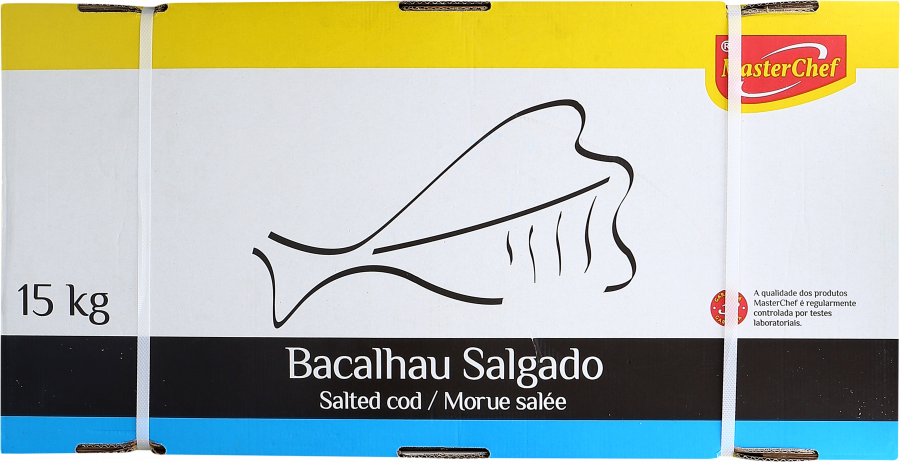 ®
MasterChef
15 kg
A qualidade dos produtos
MasterChef é regularmente
controlada por testes
laboratoriais.
Bacalhau Salgado
Salted cod / Morue salée